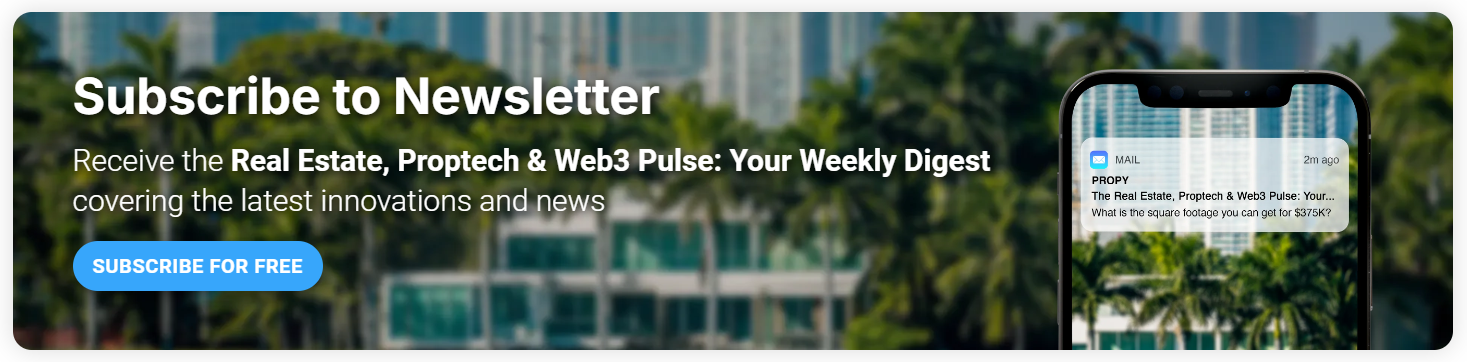 Subscribe to Newsletter
Receive the Real Estate, Proptech & Web3 Pulse: Your Weekly Digest
covering the latest innovations and news
SUBSCRIBE FOR FREE
MAIL 2m ago
PROPY
The Real Estate, Proptech & Web3 Pulse: Your...
What is the square footage you can get for $375K?